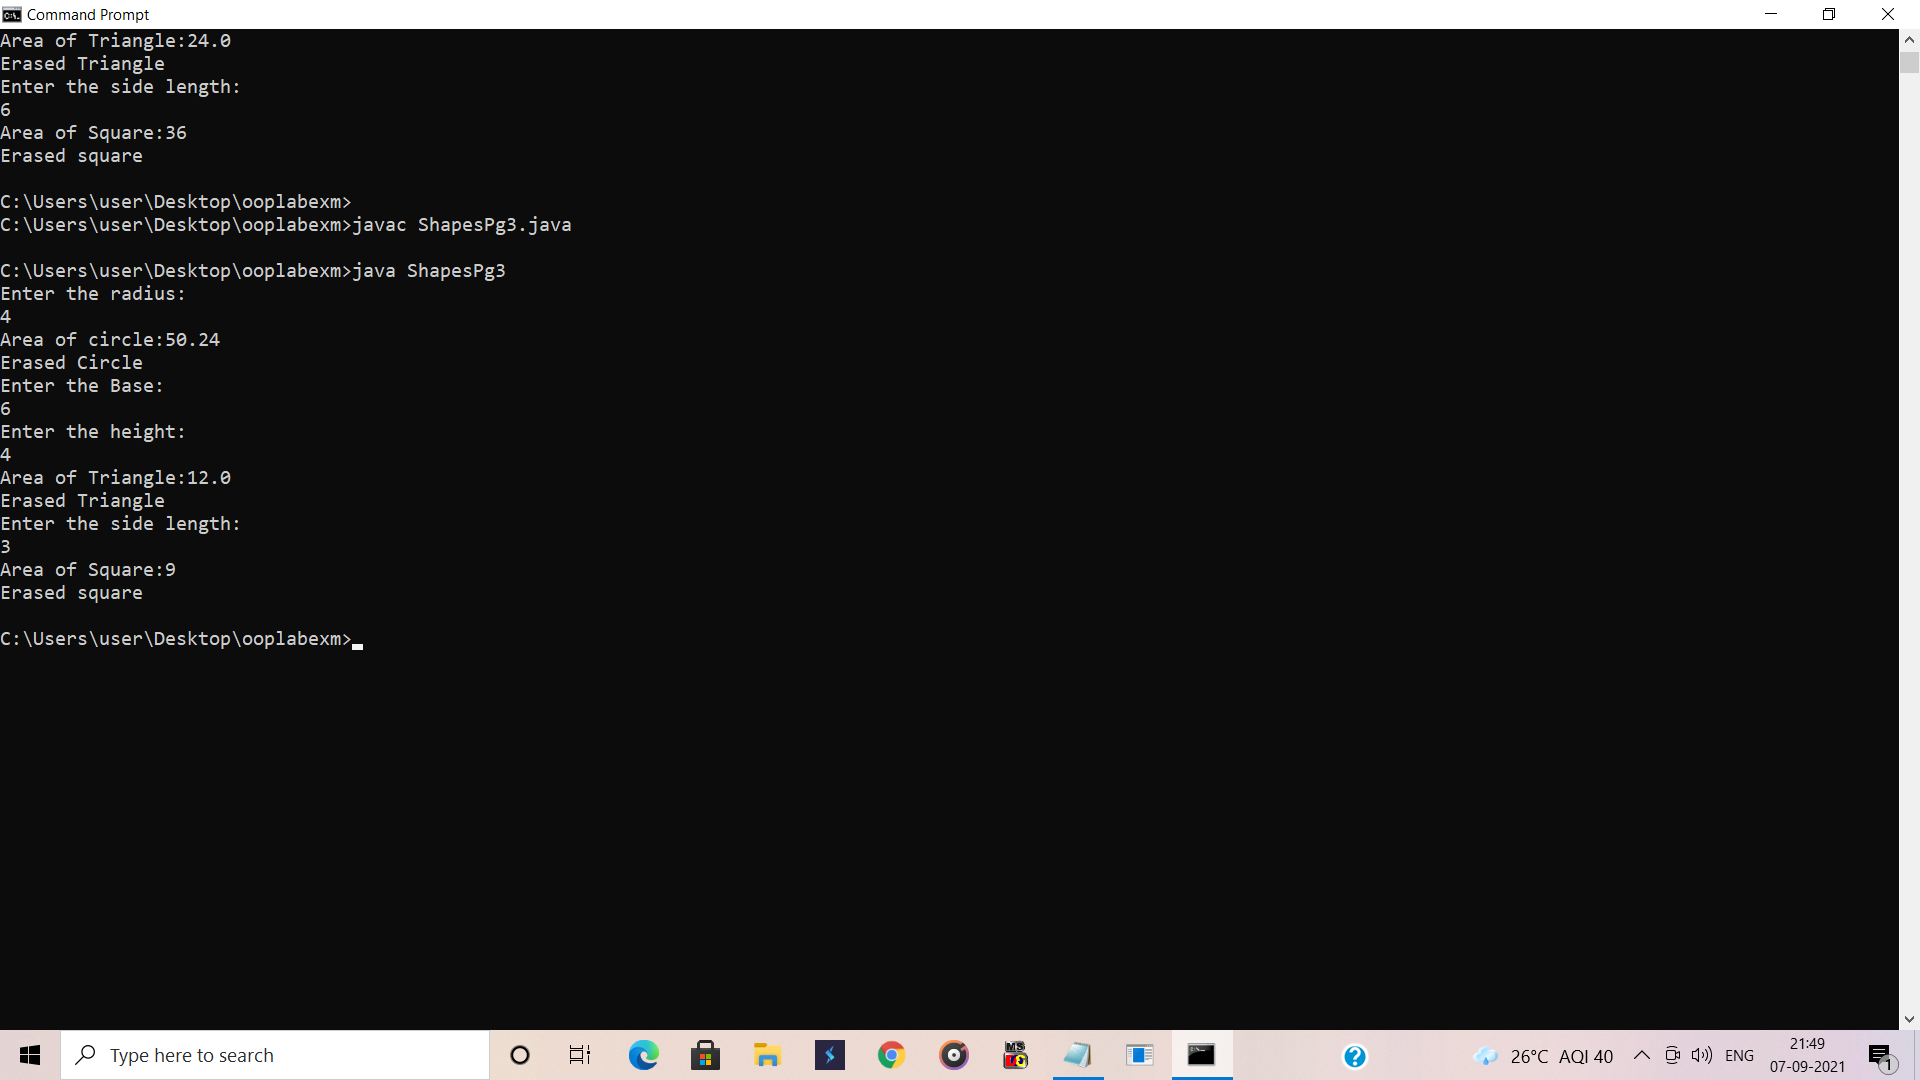 Command Prompt
Area of Triangle:24.0
Erased Triangle
Enter the side length:
6
Area of Square:36
Erased square
C:\Users\user\Desktop\ooplabexm>
C:\Users\user\Desktop\ooplabexm>javac ShapesPg3.java
C:\Users\user\Desktop\ooplabexm>java ShapesPg3
Enter the radius:
4
Area of circle:50.24
Erased Circle
Enter the Base:
6
Enter the height:
4
Area of Triangle:12.0
Erased Triangle
Enter the side length:
3
Area of Square:9
Erased square
C:\Users\user\Desktop\ooplabexm>
Type here to search
MS
26°C AQI 40
ENG
21:49
07-09-2021
1